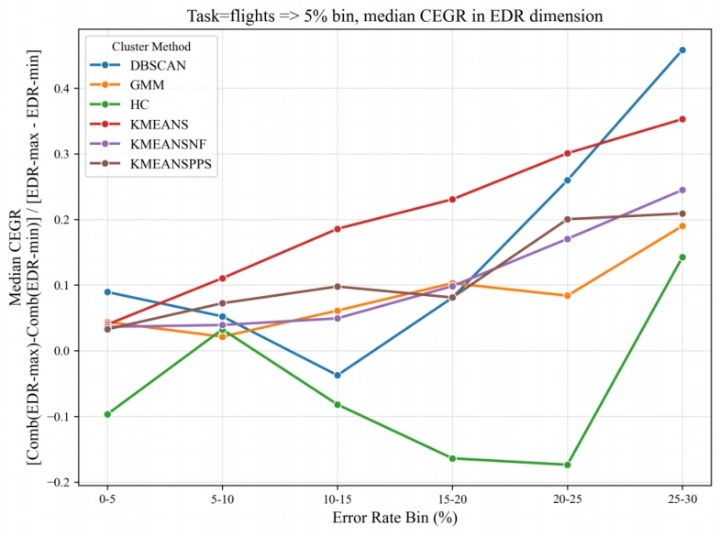 Task=flights => 5% bin, median CEGR in EDR dimension
Median CEGR
[Comb(EDR-max)-Comb(EDR-min)] / [EDR-max - EDR-min]
Cluster Method
DBSCAN
GMM
HC
KMEANS
KMEANSNF
KMEANSPPS
0.4
0.3
0.2
0.1
0.0
−0.1
−0.2
0-5
5-10
10-15
15-20
20-25
25-30
Error Rate Bin (%)